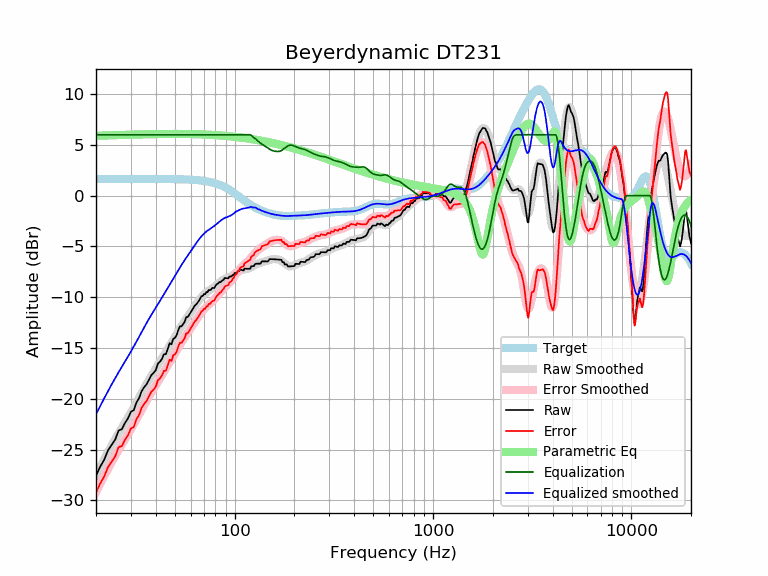 Beyerdynamic DT231
Amplitude (dBr)
10
5
0
−5
−10
−15
−20
−25
−30
Target
Raw Smoothed
Error Smoothed
Raw
Error
Parametric Eq
Equalization
Equalized smoothed
100
1000
10000
Frequency (Hz)